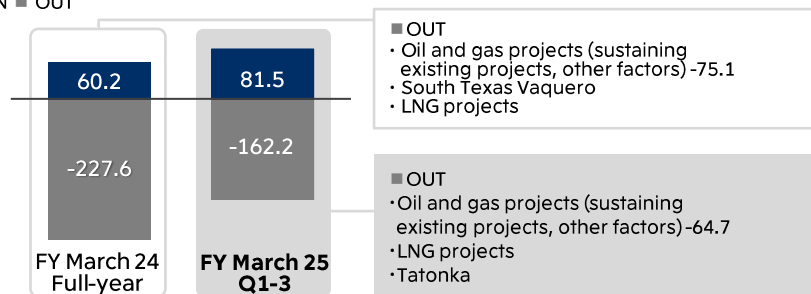 N ■ OUT
60.2
-227.6
FY March 24
Full-year
81.5
-162.2
FY March 25
Q1-3
■OUT
・Oil and gas projects (sustaining
existing projects, other factors) -75.1
・South Texas Vaquero
・LNG projects
■OUT
・Oil and gas projects (sustaining
existing projects, other factors) -64.7
・LNG projects
・Tatonka